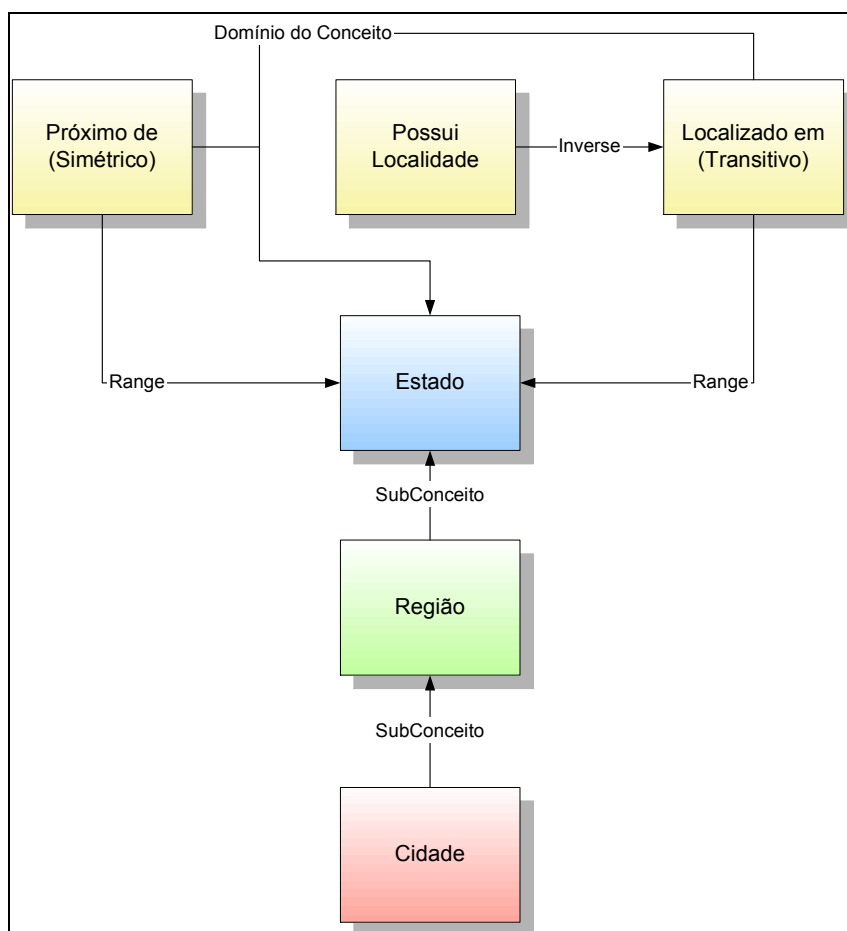 Domínio do Conceito
Próximo de
(Simétrico)
Possui
Localidade
Inverse
Localizado em
(Transitivo)
Range
Estado
Range
SubConceito
Região
SubConceito
Cidade